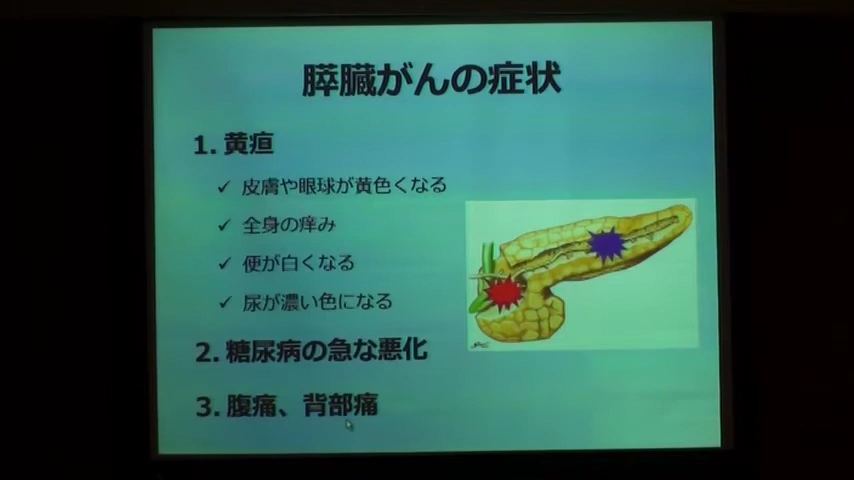 膵臓がんの症状
1. 黄疸
✓ 皮膚や眼球が黄色くなる
✓ 全身の痒み
✓ 便が白くなる
✓ 尿が濃い色になる
2. 糖尿病の急な悪化
3. 腹痛、背部痛